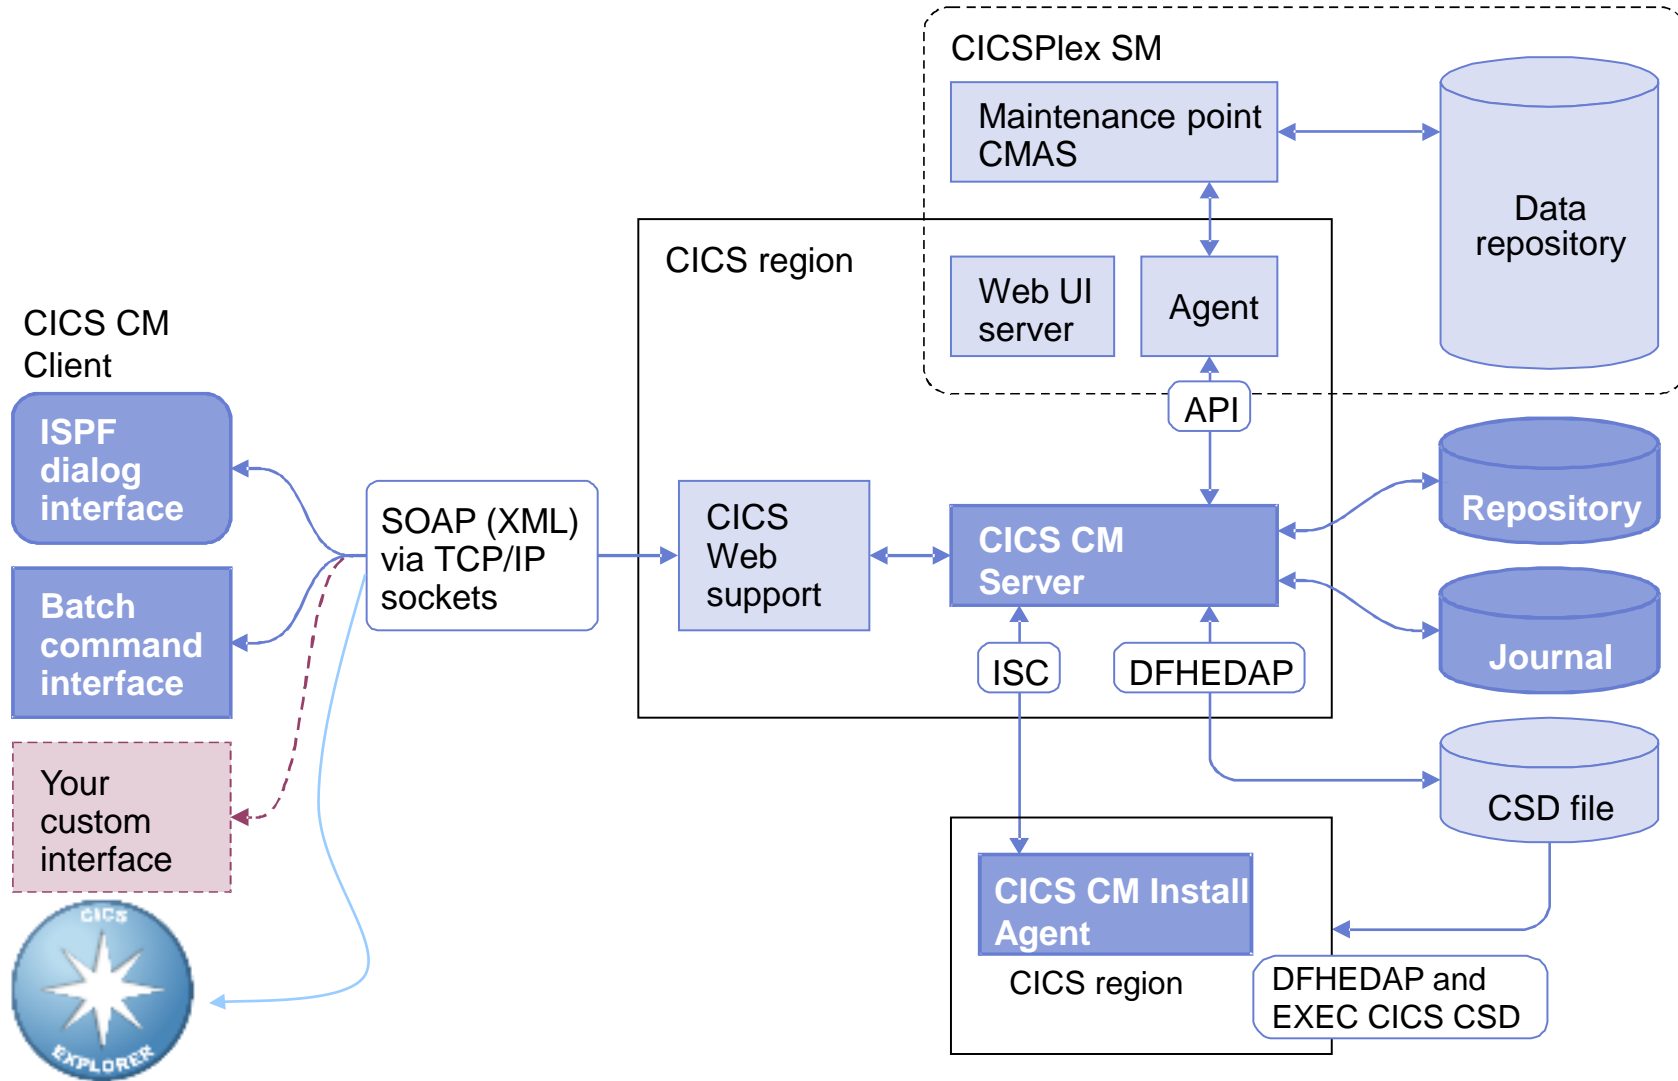 CICSPlex SM
Maintenance point
CMAS
Data
repository
CICS region
Web UI
server
Agent
API
CICS CM
Client
ISPF
dialog
interface
Batch
command
interface
Your
custom
interface
CICS
EXPLORER
SOAP (XML)
via TCP/IP
sockets
CICS
Web
support
CICS CM
Server
Repository
Journal
ISC
DFHEDAP
CSD file
CICS CM Install
Agent
CICS region
DFHEDAP and
EXEC CICS CSD